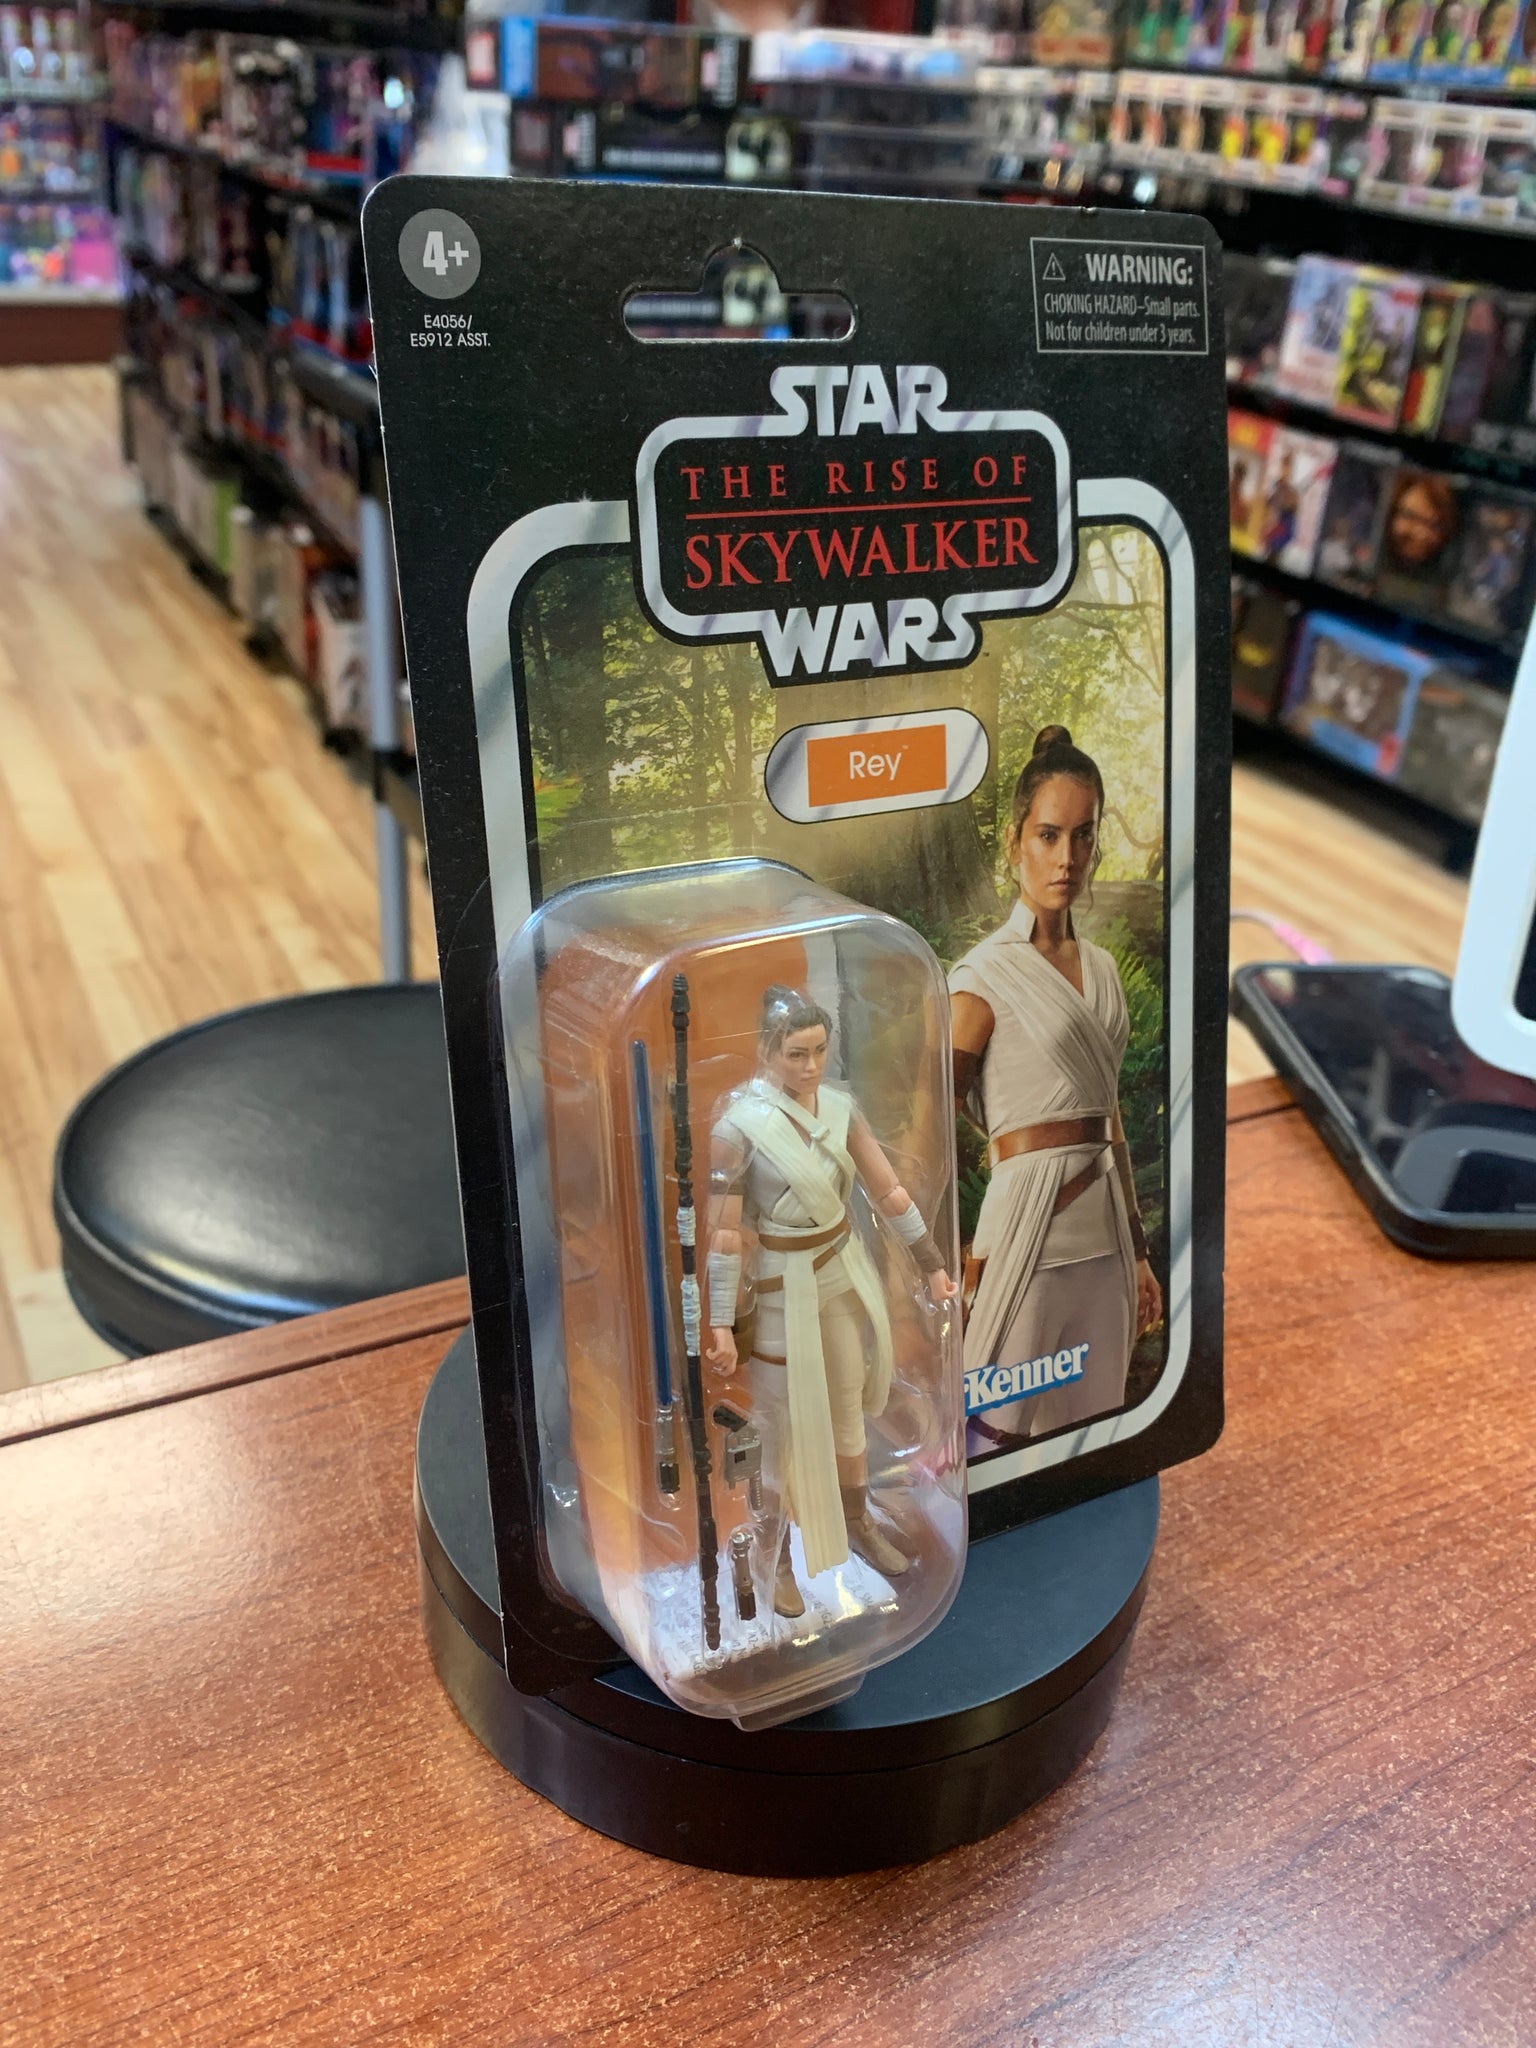 4+
E4056/
E5912 ASST.
WARNING:
CHOKING HAZARD–Small parts.
Not for children under 3 years.
STAR
THE RISE OF
SKYWALKER
WARS
Rey™
Kenner